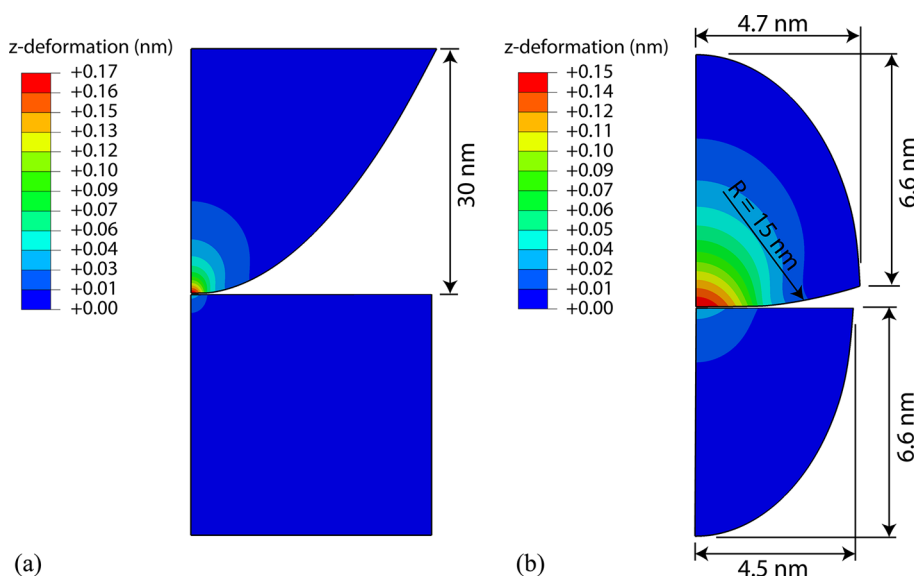 z-deformation (nm)
+0.17
+0.16
+0.15
+0.13
+0.12
+0.10
+0.09
+0.07
+0.06
+0.04
+0.03
+0.01
+0.00
30 nm
(a)
z-deformation (nm)
+0.15
+0.14
+0.12
+0.11
+0.10
+0.09
+0.07
+0.06
+0.05
+0.04
+0.02
+0.01
+0.00
4.7 nm
6.6 nm
R = 15 nm
6.6 nm
4.5 nm
(b)